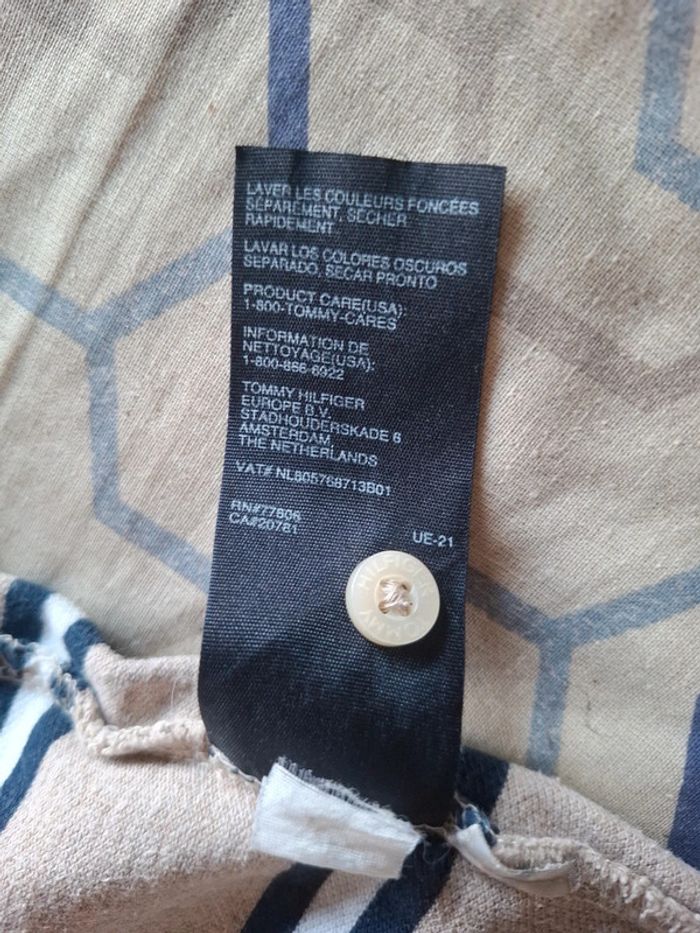 LAVER LES COULEURS FONCÉES
SÉPARÉMENT, SÉCHER
RAPIDEMENT
LAVAR LOS COLORES OSCUROS
SEPARADO, SECAR PRONTO
PRODUCT CARE(USA):
1-800-TOMMY-CARES
INFORMATION DE
NETTOYAGE(USA):
1-800-866-6922
TOMMY HILFIGER
EUROPE B.V.
STADHOUDERSKADE 6
AMSTERDAM
THE NETHERLANDS
VAT# NL805768713B01
RN#77806
CA#20781
UE-21
HILFIGER
TOMMY